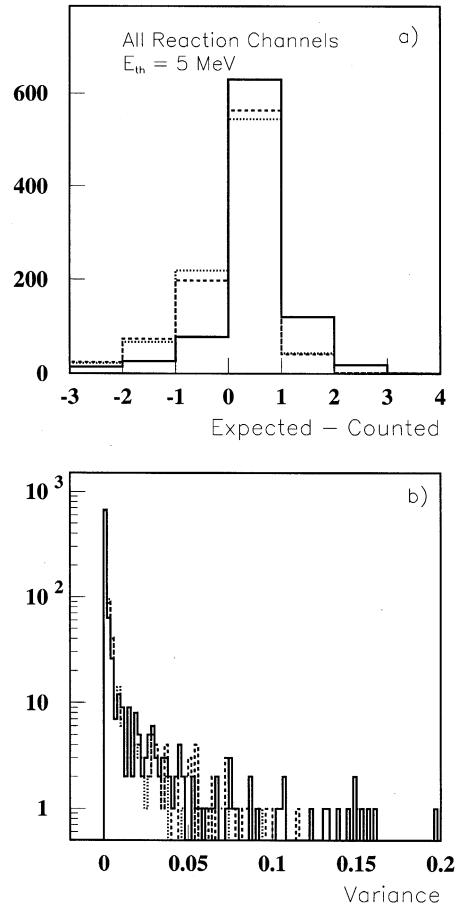 All Reaction Channels
a)
E_th = 5 MeV
600
400
200
0
-3 -2 -1 0 1 2 3 4
Expected – Counted
b)
10^3
10^2
10
1
0 0.05 0.1 0.15 0.2
Variance